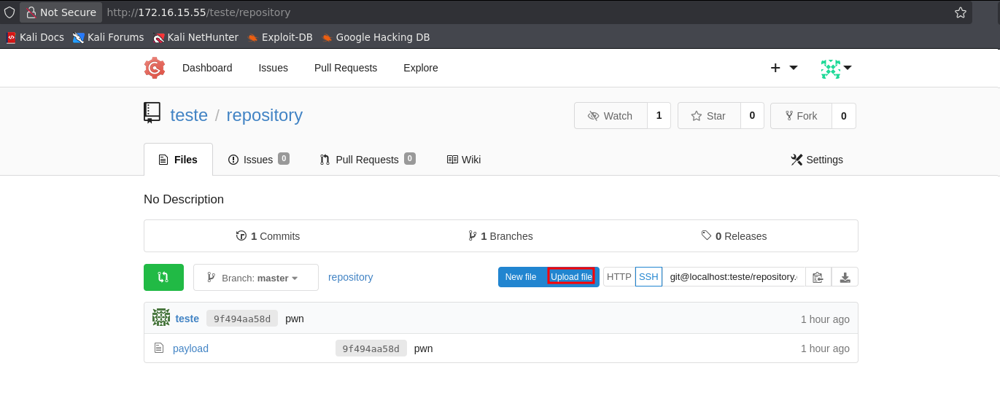 Not Secure http://172.16.15.55/teste/repository
Kali Docs Kali Forums Kali NetHunter Exploit-DB Google Hacking DB
Dashboard Issues Pull Requests Explore
teste / repository Watch 1 Star 0 Fork 0
Files Issues 0 Pull Requests 0 Wiki Settings
No Description
1 Commits 1 Branches 0 Releases
Branch: master repository New file Upload file HTTP SSH git@localhost:teste/repository.
teste 9f494aa58d pwn 1 hour ago
payload 9f494aa58d pwn 1 hour ago